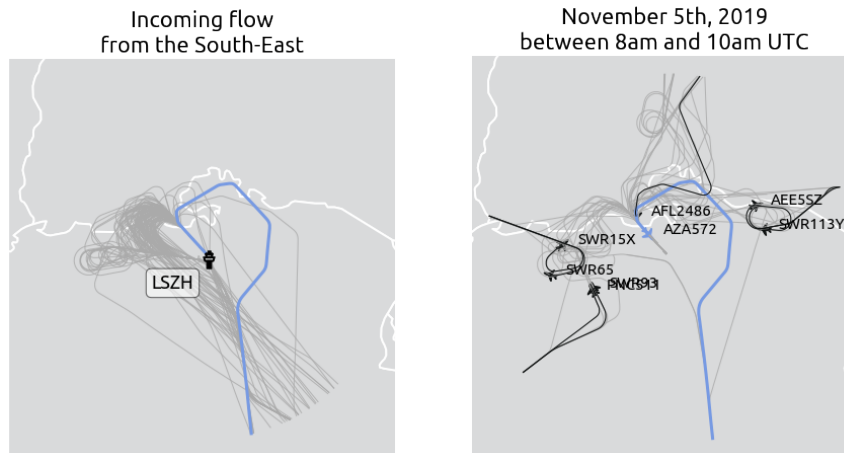 Incoming flow
from the South-East
LSZH
November 5th, 2019
between 8am and 10am UTC
AEE5SZ
AFL2486
SWR113Y
AZA572
SWR15X
SWR65
SWR93